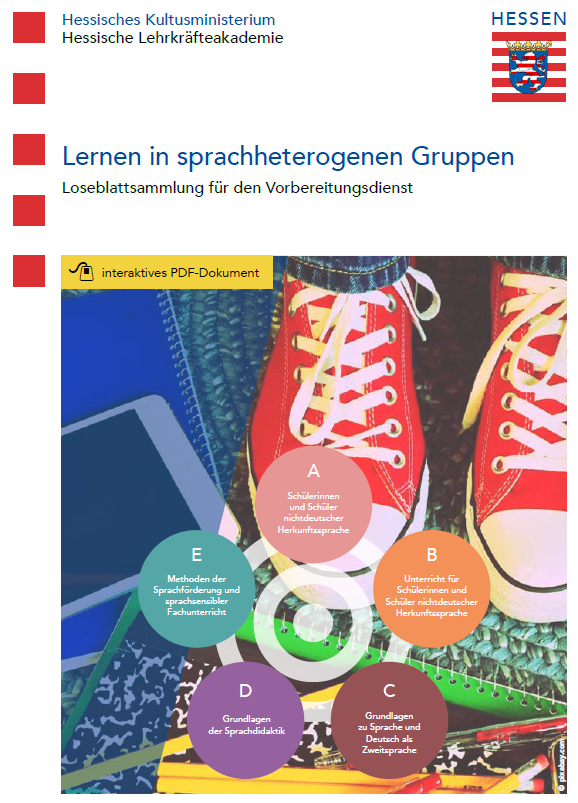 Hessisches Kultusministerium
Hessische Lehrkräfteakademie
HESSEN
Lernen in sprachheterogenen Gruppen
Loseblattsammlung für den Vorbereitungsdienst
interaktives PDF-Dokument
A
Schülerinnen
und Schüler
nichtdeutscher
Herkunftssprache
B
Unterricht für
Schülerinnen und
Schüler nichtdeutscher
Herkunftssprache
C
Grundlagen
zu Sprache und
Deutsch als
Zweitsprache
D
Grundlagen
der Sprachdidaktik
E
Methoden der
Sprachförderung und
sprachsensibler
Fachunterricht
© pixabay.com